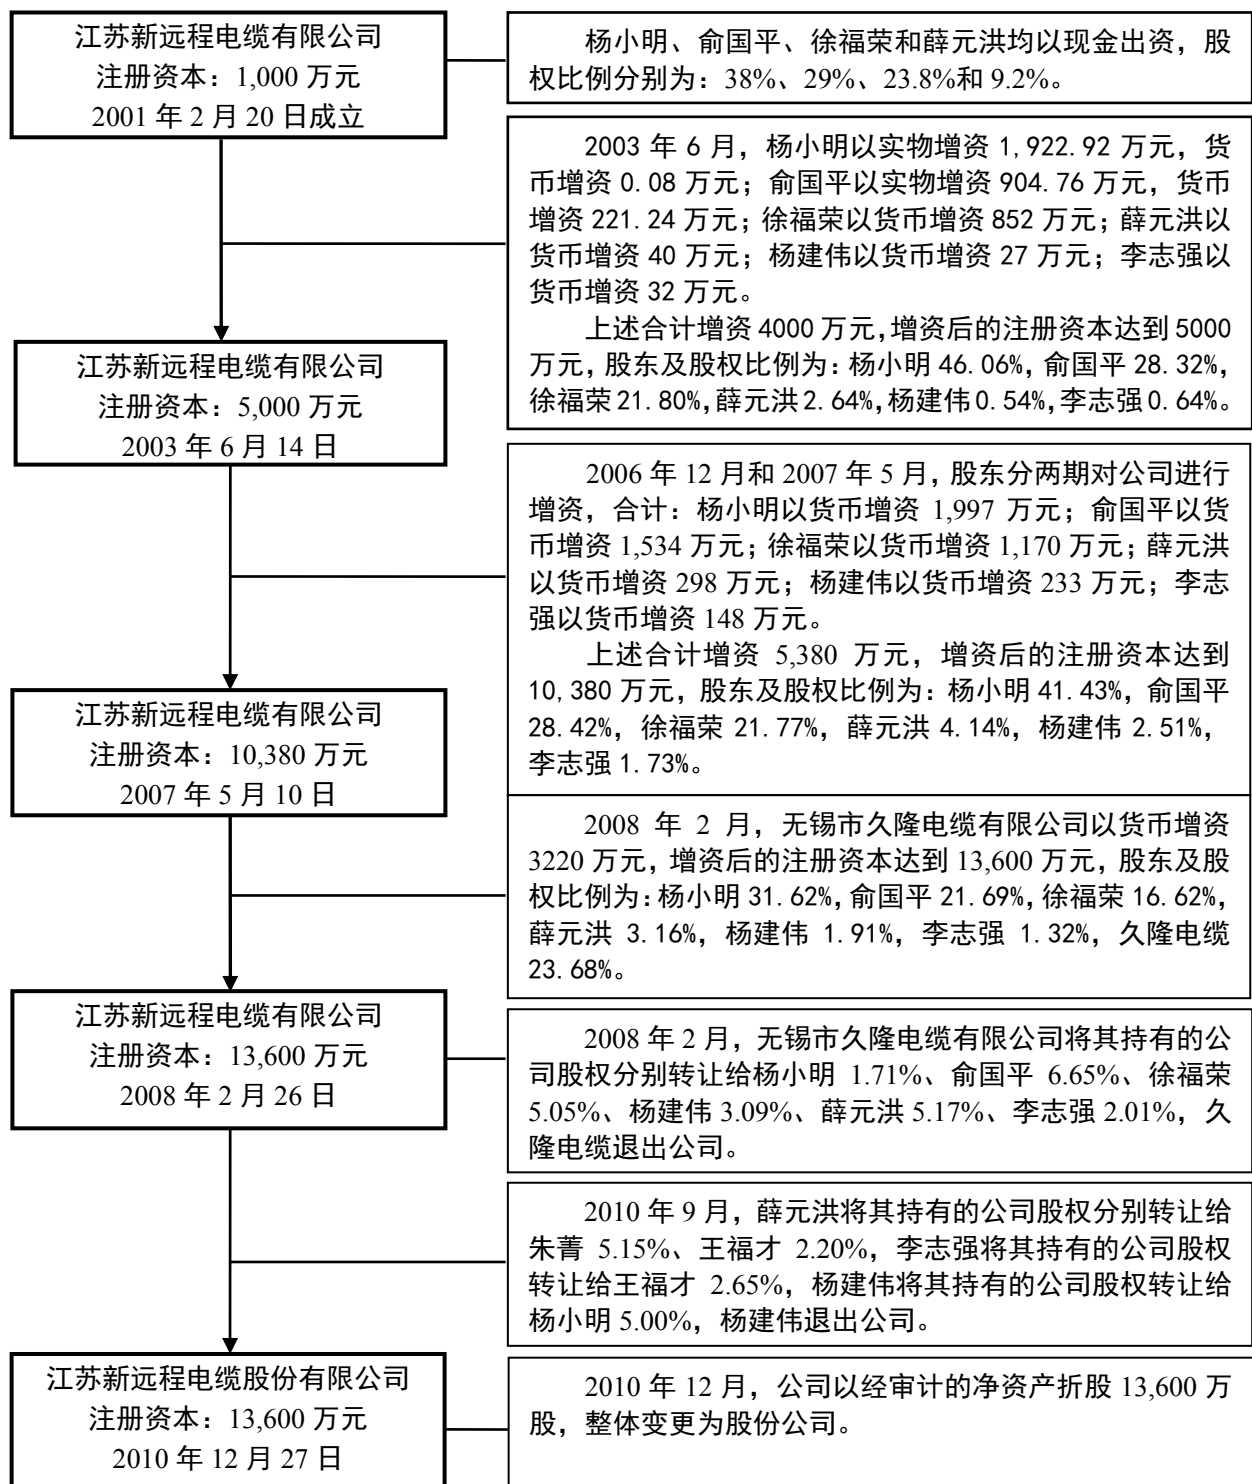 江苏新远程电缆有限公司
注册资本：1,000 万元
2001 年 2 月 20 日成立
杨小明、俞国平、徐福荣和薛元洪均以现金出资，股
权比例分别为：38%、29%、23.8%和 9.2%。
2003 年 6 月，杨小明以实物增资 1,922.92 万元，货
币增资 0.08 万元；俞国平以实物增资 904.76 万元，货币
增资 221.24 万元；徐福荣以货币增资 852 万元；薛元洪以
货币增资 40 万元；杨建伟以货币增资 27 万元；李志强以
货币增资 32 万元。
上述合计增资 4000 万元，增资后的注册资本达到 5000
万元，股东及股权比例为：杨小明 46.06%，俞国平 28.32%，
徐福荣 21.80%，薛元洪 2.64%，杨建伟 0.54%，李志强 0.64%。
江苏新远程电缆有限公司
注册资本：5,000 万元
2003 年 6 月 14 日
2006 年 12 月和 2007 年 5 月，股东分两期对公司进行
增资，合计：杨小明以货币增资 1,997 万元；俞国平以货
币增资 1,534 万元；徐福荣以货币增资 1,170 万元；薛元洪
以货币增资 298 万元；杨建伟以货币增资 233 万元；李志
强以货币增资 148 万元。
上述合计增资 5,380 万元，增资后的注册资本达到
10,380 万元，股东及股权比例为：杨小明 41.43%，俞国平
28.42%，徐福荣 21.77%，薛元洪 4.14%，杨建伟 2.51%，
李志强 1.73%。
江苏新远程电缆有限公司
注册资本：10,380 万元
2007 年 5 月 10 日
2008 年 2 月，无锡市久隆电缆有限公司以货币增资
3220 万元，增资后的注册资本达到 13,600 万元，股东及股
权比例为：杨小明 31.62%，俞国平 21.69%，徐福荣 16.62%，
薛元洪 3.16%，杨建伟 1.91%，李志强 1.32%，久隆电缆
23.68%。
江苏新远程电缆有限公司
注册资本：13,600 万元
2008 年 2 月 26 日
2008 年 2 月，无锡市久隆电缆有限公司将其持有的公
司股权分别转让给杨小明 1.71%、俞国平 6.65%、徐福荣
5.05%、杨建伟 3.09%、薛元洪 5.17%、李志强 2.01%，久
隆电缆退出公司。
2010 年 9 月，薛元洪将其持有的公司股权分别转让给
朱菁 5.15%、王福才 2.20%，李志强将其持有的公司股权
转让给王福才 2.65%，杨建伟将其持有的公司股权转让给
杨小明 5.00%，杨建伟退出公司。
江苏新远程电缆股份有限公司
注册资本：13,600 万元
2010 年 12 月 27 日
2010 年 12 月，公司以经审计的净资产折股 13,600 万
股，整体变更为股份公司。